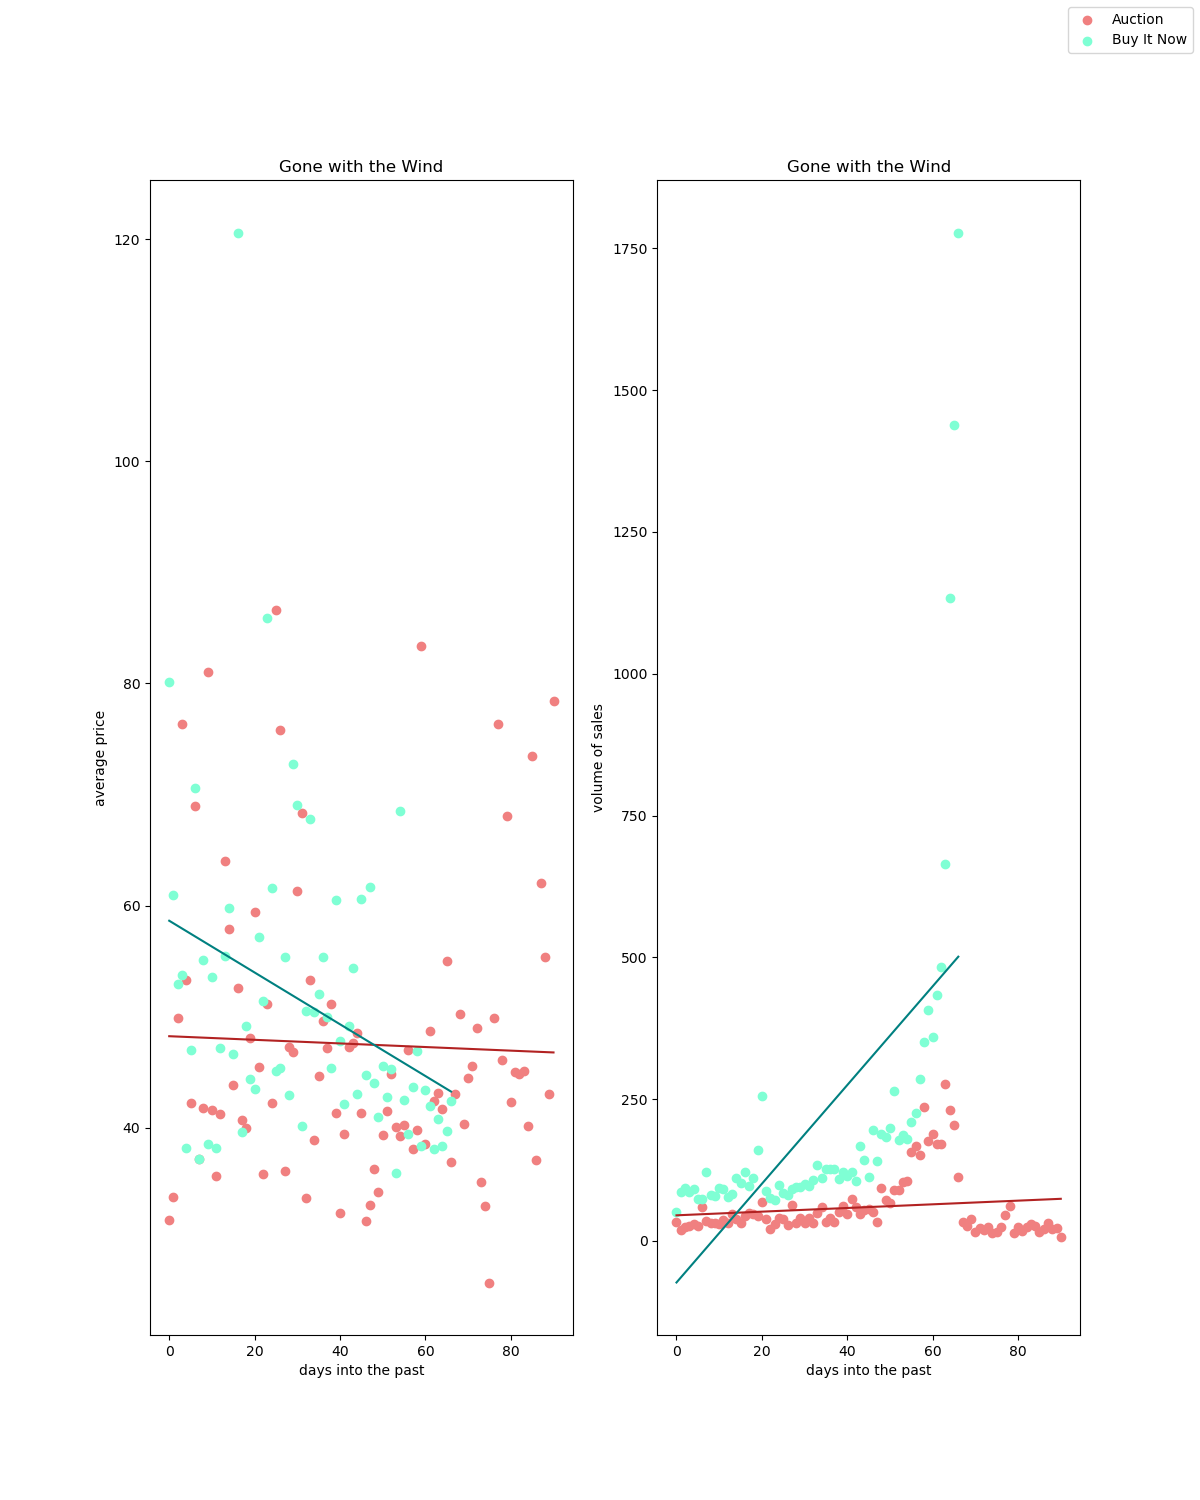 Auction
Buy It Now
Gone with the Wind
120
100
80
60
40
average price
0 20 40 60 80
days into the past
Gone with the Wind
1750
1500
1250
1000
750
500
250
0
volume of sales
0 20 40 60 80
days into the past